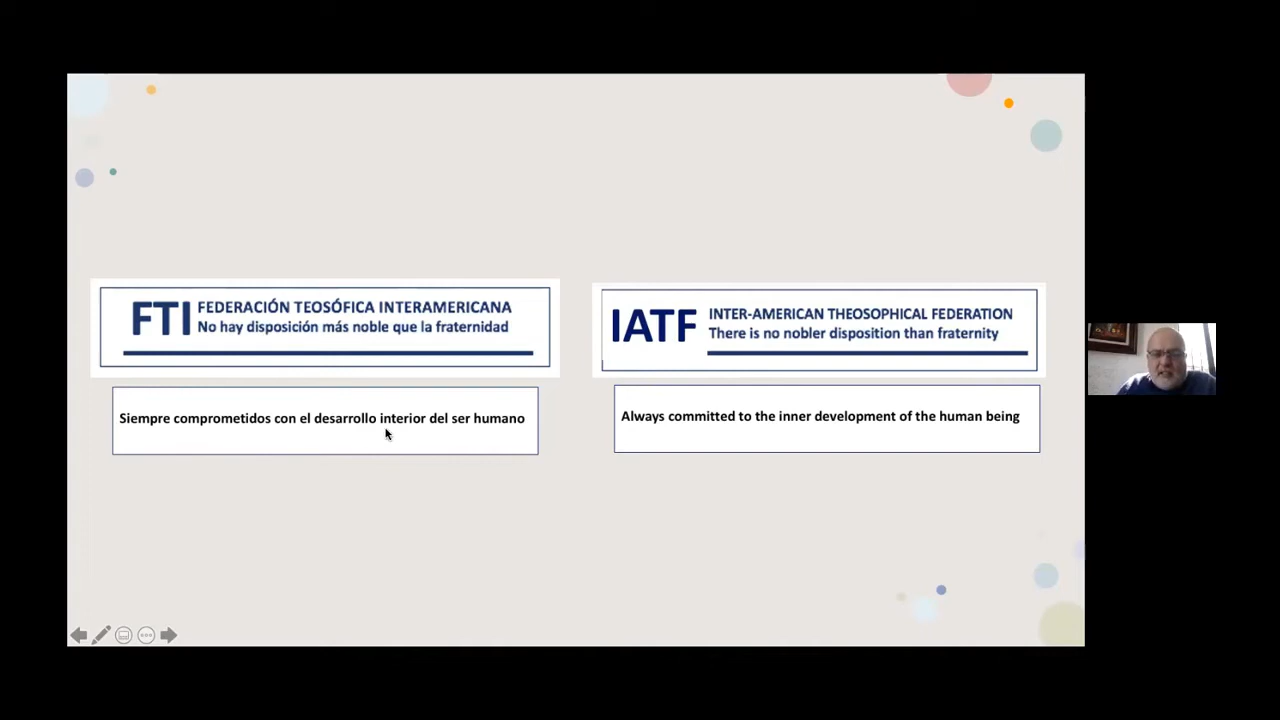 FTI
FEDERACIÓN TEOSÓFICA INTERAMERICANA
No hay disposición más noble que la fraternidad
Siempre comprometidos con el desarrollo interior del ser humano
IATF
INTER-AMERICAN THEOSOPHICAL FEDERATION
There is no nobler disposition than fraternity
Always committed to the inner development of the human being